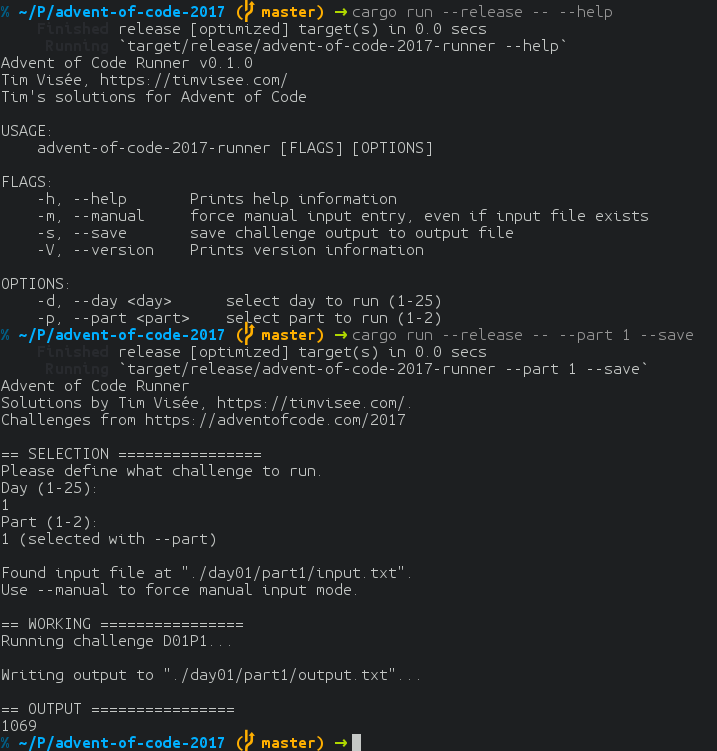 % ~/P/advent-of-code-2017 (master) → cargo run --release -- --help
Finished release [optimized] target(s) in 0.0 secs
Running `target/release/advent-of-code-2017-runner --help`
Advent of Code Runner v0.1.0
Tim Visée, https://timvisee.com/
Tim's solutions for Advent of Code
USAGE:
advent-of-code-2017-runner [FLAGS] [OPTIONS]
FLAGS:
-h, --help       Prints help information
-m, --manual     force manual input entry, even if input file exists
-s, --save       save challenge output to output file
-V, --version    Prints version information
OPTIONS:
-d, --day <day>      select day to run (1-25)
-p, --part <part>    select part to run (1-2)
% ~/P/advent-of-code-2017 (master) → cargo run --release -- --part 1 --save
Finished release [optimized] target(s) in 0.0 secs
Running `target/release/advent-of-code-2017-runner --part 1 --save`
Advent of Code Runner
Solutions by Tim Visée, https://timvisee.com/.
Challenges from https://adventofcode.com/2017
== SELECTION ================
Please define what challenge to run.
Day (1-25):
1
Part (1-2):
1 (selected with --part)
Found input file at "./day01/part1/input.txt".
Use --manual to force manual input mode.
== WORKING ================
Running challenge D01P1...
Writing output to "./day01/part1/output.txt"...
== OUTPUT ================
1069
% ~/P/advent-of-code-2017 (master) →